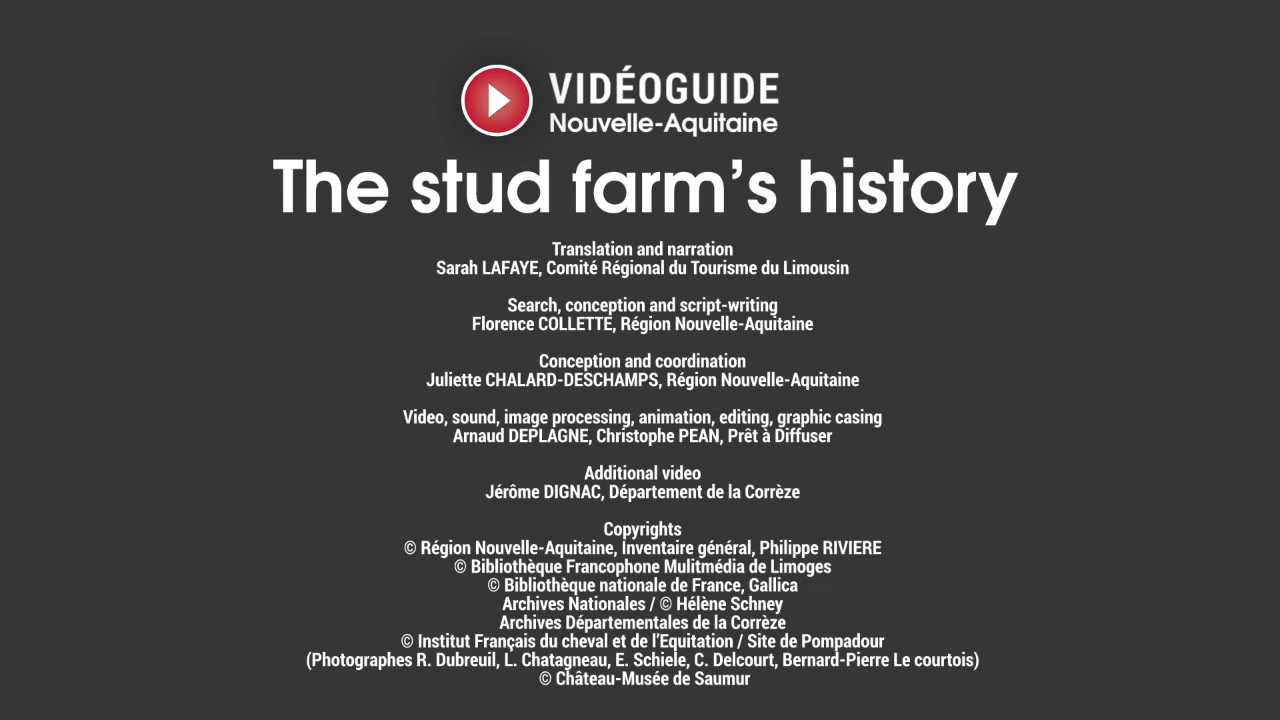 VIDÉOGUIDE
Nouvelle-Aquitaine
The stud farm’s history
Translation and narration
Sarah LAFAYE, Comité Régional du Tourisme du Limousin
Search, conception and script-writing
Florence COLLETTE, Région Nouvelle-Aquitaine
Conception and coordination
Juliette CHALARD-DESCHAMPS, Région Nouvelle-Aquitaine
Video, sound, image processing, animation, editing, graphic casing
Arnaud DEPLAGNE, Christophe PEAN, Prêt à Diffuser
Additional video
Jérôme DIGNAC, Département de la Corrèze
Copyrights
© Région Nouvelle-Aquitaine, Inventaire général, Philippe RIVIERE
© Bibliothèque Francophone Mulitmédia de Limoges
© Bibliothèque nationale de France, Gallica
Archives Nationales / © Hélène Schney
Archives Départementales de la Corrèze
© Institut Français du cheval et de l’Equitation / Site de Pompadour
(Photographes R. Dubreuil, L. Chatagneau, E. Schiele, C. Delcourt, Bernard-Pierre Le courtois)
© Château-Musée de Saumur